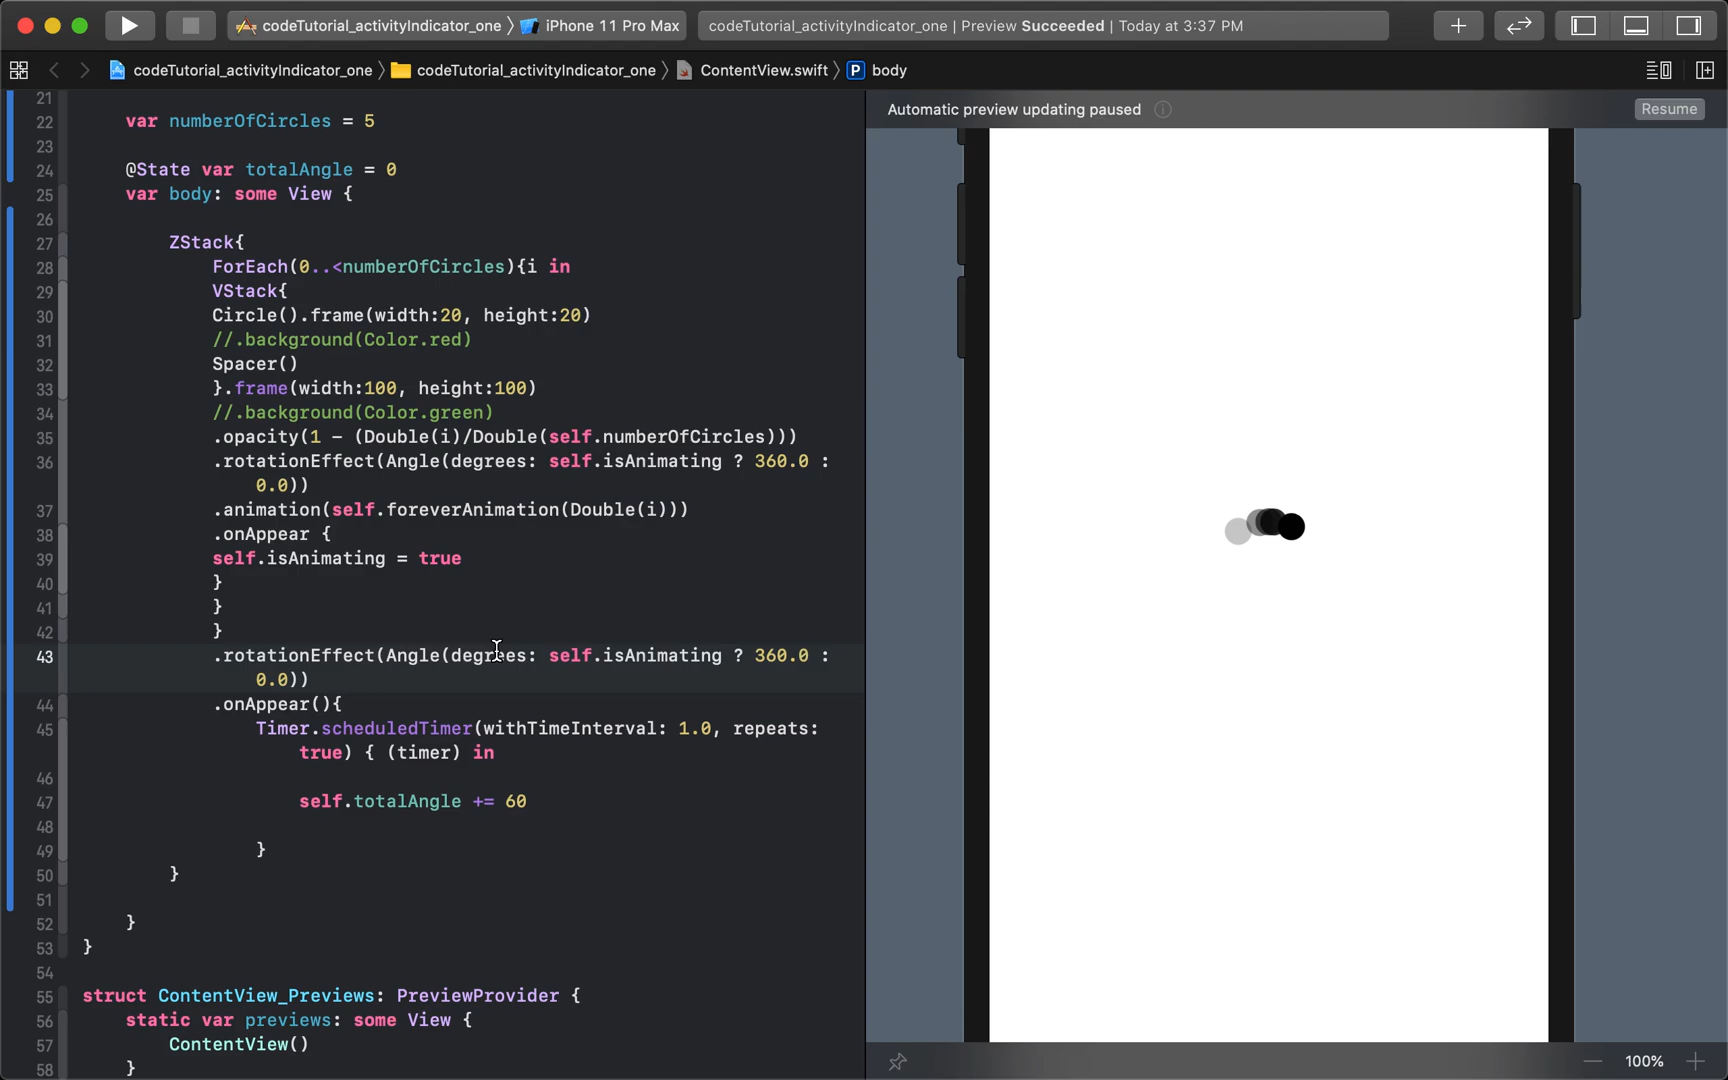 codeTutorial_activityIndicator_one 〉 iPhone 11 Pro Max
codeTutorial_activityIndicator_one | Preview Succeeded | Today at 3:37 PM
codeTutorial_activityIndicator_one 〉 codeTutorial_activityIndicator_one 〉 ContentView.swift 〉 P body
Automatic preview updating paused
Resume
21
22 var numberOfCircles = 5
23
24 @State var totalAngle = 0
25 var body: some View {
26
27 ZStack{
28 ForEach(0..<numberOfCircles){i in
29 VStack{
30 Circle().frame(width:20, height:20)
31 //.background(Color.red)
32 Spacer()
33 }.frame(width:100, height:100)
34 //.background(Color.green)
35 .opacity(1 - (Double(i)/Double(self.numberOfCircles)))
36 .rotationEffect(Angle(degrees: self.isAnimating ? 360.0 :
0.0))
37 .animation(self.foreverAnimation(Double(i)))
38 .onAppear {
39 self.isAnimating = true
40 }
41 }
42 }
43 .rotationEffect(Angle(degrees: self.isAnimating ? 360.0 :
0.0))
44 .onAppear(){
45 Timer.scheduledTimer(withTimeInterval: 1.0, repeats:
true) { (timer) in
46
47 self.totalAngle += 60
48
49 }
50 }
51
52 }
53 }
54
55 struct ContentView_Previews: PreviewProvider {
56 static var previews: some View {
57 ContentView()
58 }
100%